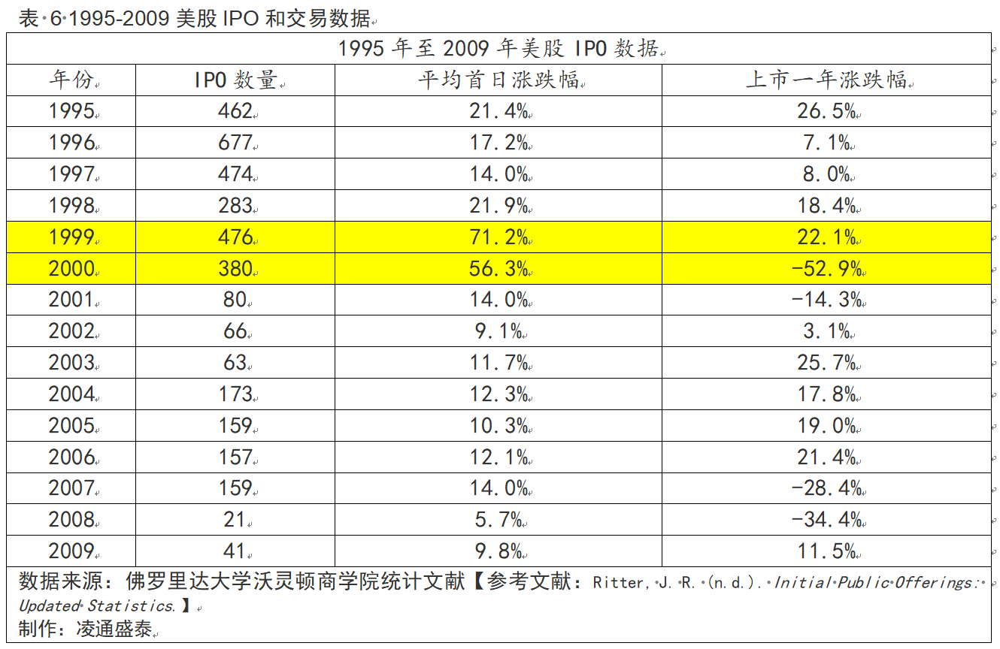 表 6 1995-2009 美股 IPO 和交易数据
1995 年至 2009 年美股 IPO 数据
年份 IPO 数量 平均首日涨跌幅 上市一年涨跌幅
1995 462 21.4% 26.5%
1996 677 17.2% 7.1%
1997 474 14.0% 8.0%
1998 283 21.9% 18.4%
1999 476 71.2% 22.1%
2000 380 56.3% -52.9%
2001 80 14.0% -14.3%
2002 66 9.1% 3.1%
2003 63 11.7% 25.7%
2004 173 12.3% 17.8%
2005 159 10.3% 19.0%
2006 157 12.1% 21.4%
2007 159 14.0% -28.4%
2008 21 5.7% -34.4%
2009 41 9.8% 11.5%
数据来源：佛罗里达大学沃灵顿商学院统计文献【参考文献：Ritter, J. R. (n.d.). Initial Public Offerings:
Updated Statistics.】
制作：凌通盛泰